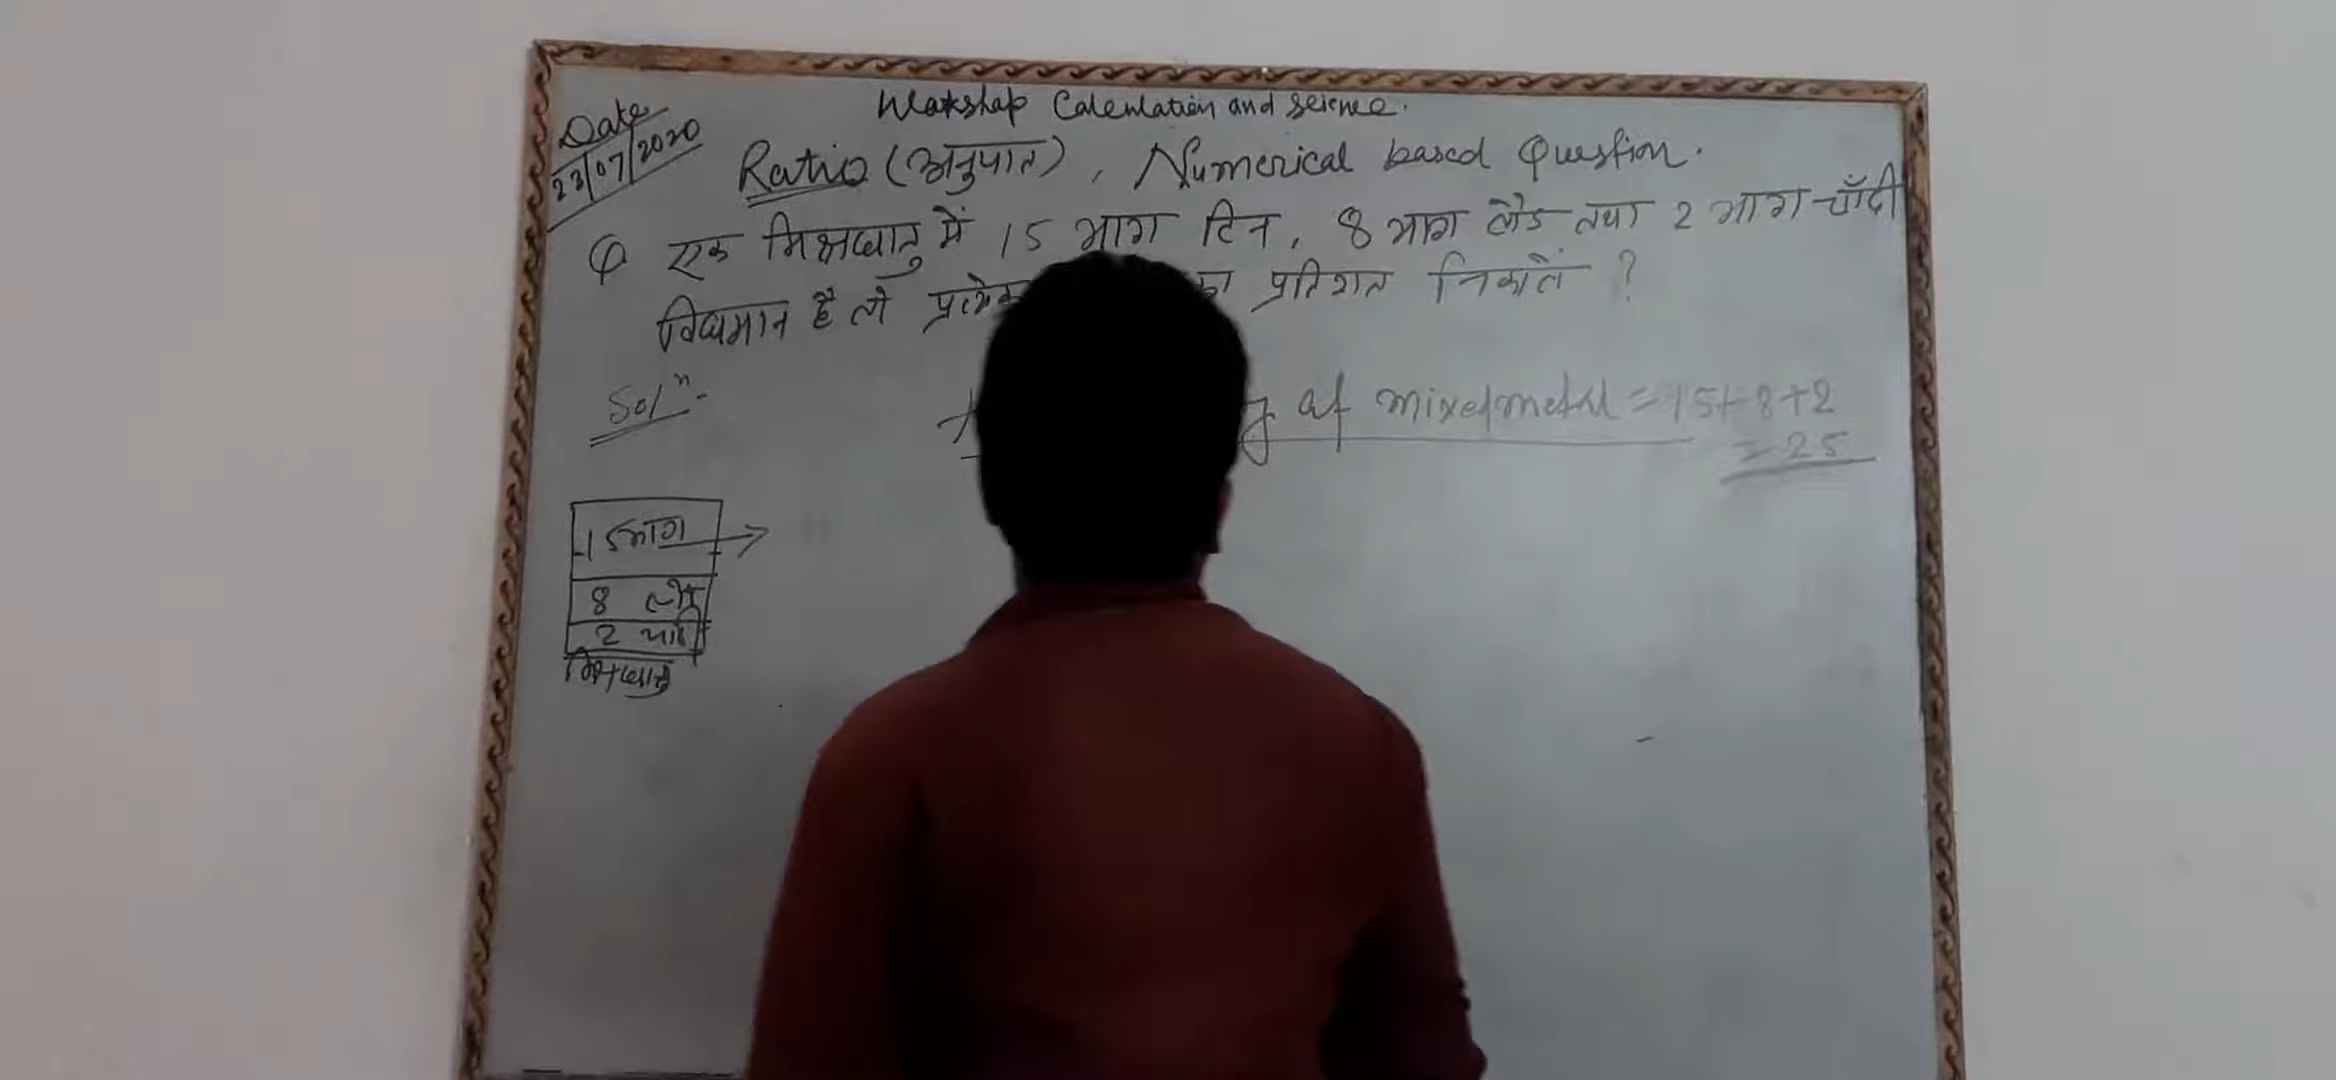 Workshop Calculation and Science.
Date
23/07/2020
Ratio (अनुपात), Numerical based Question.
Q एक मिश्रधातु में 15 भाग टिन, 8 भाग लैड तथा 2 भाग चाँदी
विधमान है तो प्रत्येक का प्रतिशत निकालें ?
Solⁿ-
of mixed metal = 15+8+2
= 25
15 भाग
8
2
मिश्रधातु